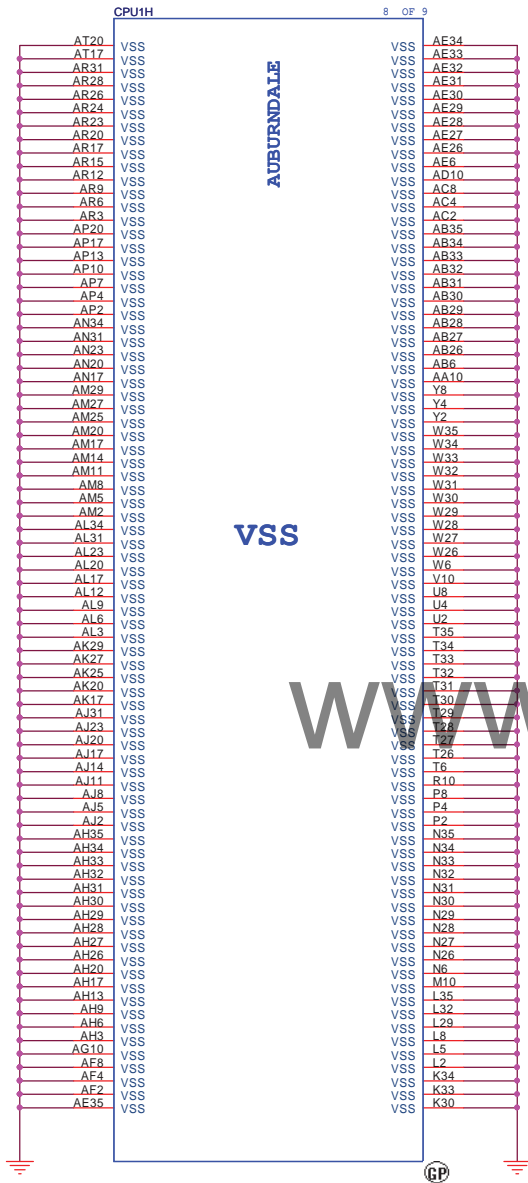 CPU1H 8 OF 9
AUBURNDALE
AT20 VSS VSS AE34
AT17 VSS VSS AE33
AR31 VSS VSS AE32
AR28 VSS VSS AE31
AR26 VSS VSS AE30
AR24 VSS VSS AE29
AR23 VSS VSS AE28
AR20 VSS VSS AE27
AR17 VSS VSS AE26
AR15 VSS VSS AE6
AR12 VSS VSS AD10
AR9 VSS VSS AC8
AR6 VSS VSS AC4
AR3 VSS VSS AC2
AP20 VSS VSS AB35
AP17 VSS VSS AB34
AP13 VSS VSS AB33
AP10 VSS VSS AB32
AP7 VSS VSS AB31
AP4 VSS VSS AB30
AP2 VSS VSS AB29
AN34 VSS VSS AB28
AN31 VSS VSS AB27
AN23 VSS VSS AB26
AN20 VSS VSS AB6
AN17 VSS VSS AA10
AM29 VSS VSS Y8
AM27 VSS VSS Y4
AM25 VSS VSS Y2
AM20 VSS VSS W35
AM17 VSS VSS W34
AM14 VSS VSS W33
AM11 VSS VSS W32
AM8 VSS VSS W31
AM5 VSS VSS W30
AM2 VSS VSS W29
AL34 VSS VSS W28
VSS
AL31 VSS VSS W27
AL23 VSS VSS W26
AL20 VSS VSS W6
AL17 VSS VSS V10
AL12 VSS VSS U8
AL9 VSS VSS U4
AL6 VSS VSS U2
AL3 VSS VSS T35
AK29 VSS VSS T34
AK27 VSS VSS T33
AK25 VSS VSS T32
AK20 VSS VSS T31
AK17 VSS VSS T30
AJ31 VSS VSS T29
AJ23 VSS VSS T28
AJ20 VSS VSS T27
AJ17 VSS VSS T26
AJ14 VSS VSS T6
AJ11 VSS VSS R10
AJ8 VSS VSS P8
AJ5 VSS VSS P4
AJ2 VSS VSS P2
AH35 VSS VSS N35
AH34 VSS VSS N34
AH33 VSS VSS N33
AH32 VSS VSS N32
AH31 VSS VSS N31
AH30 VSS VSS N30
AH29 VSS VSS N29
AH28 VSS VSS N28
AH27 VSS VSS N27
AH26 VSS VSS N26
AH20 VSS VSS N6
AH17 VSS VSS M10
AH13 VSS VSS L35
AH9 VSS VSS L32
AH6 VSS VSS L29
AH3 VSS VSS L8
AG10 VSS VSS L5
AF8 VSS VSS L2
AF4 VSS VSS K34
AF2 VSS VSS K33
AE35 VSS VSS K30
www
GP